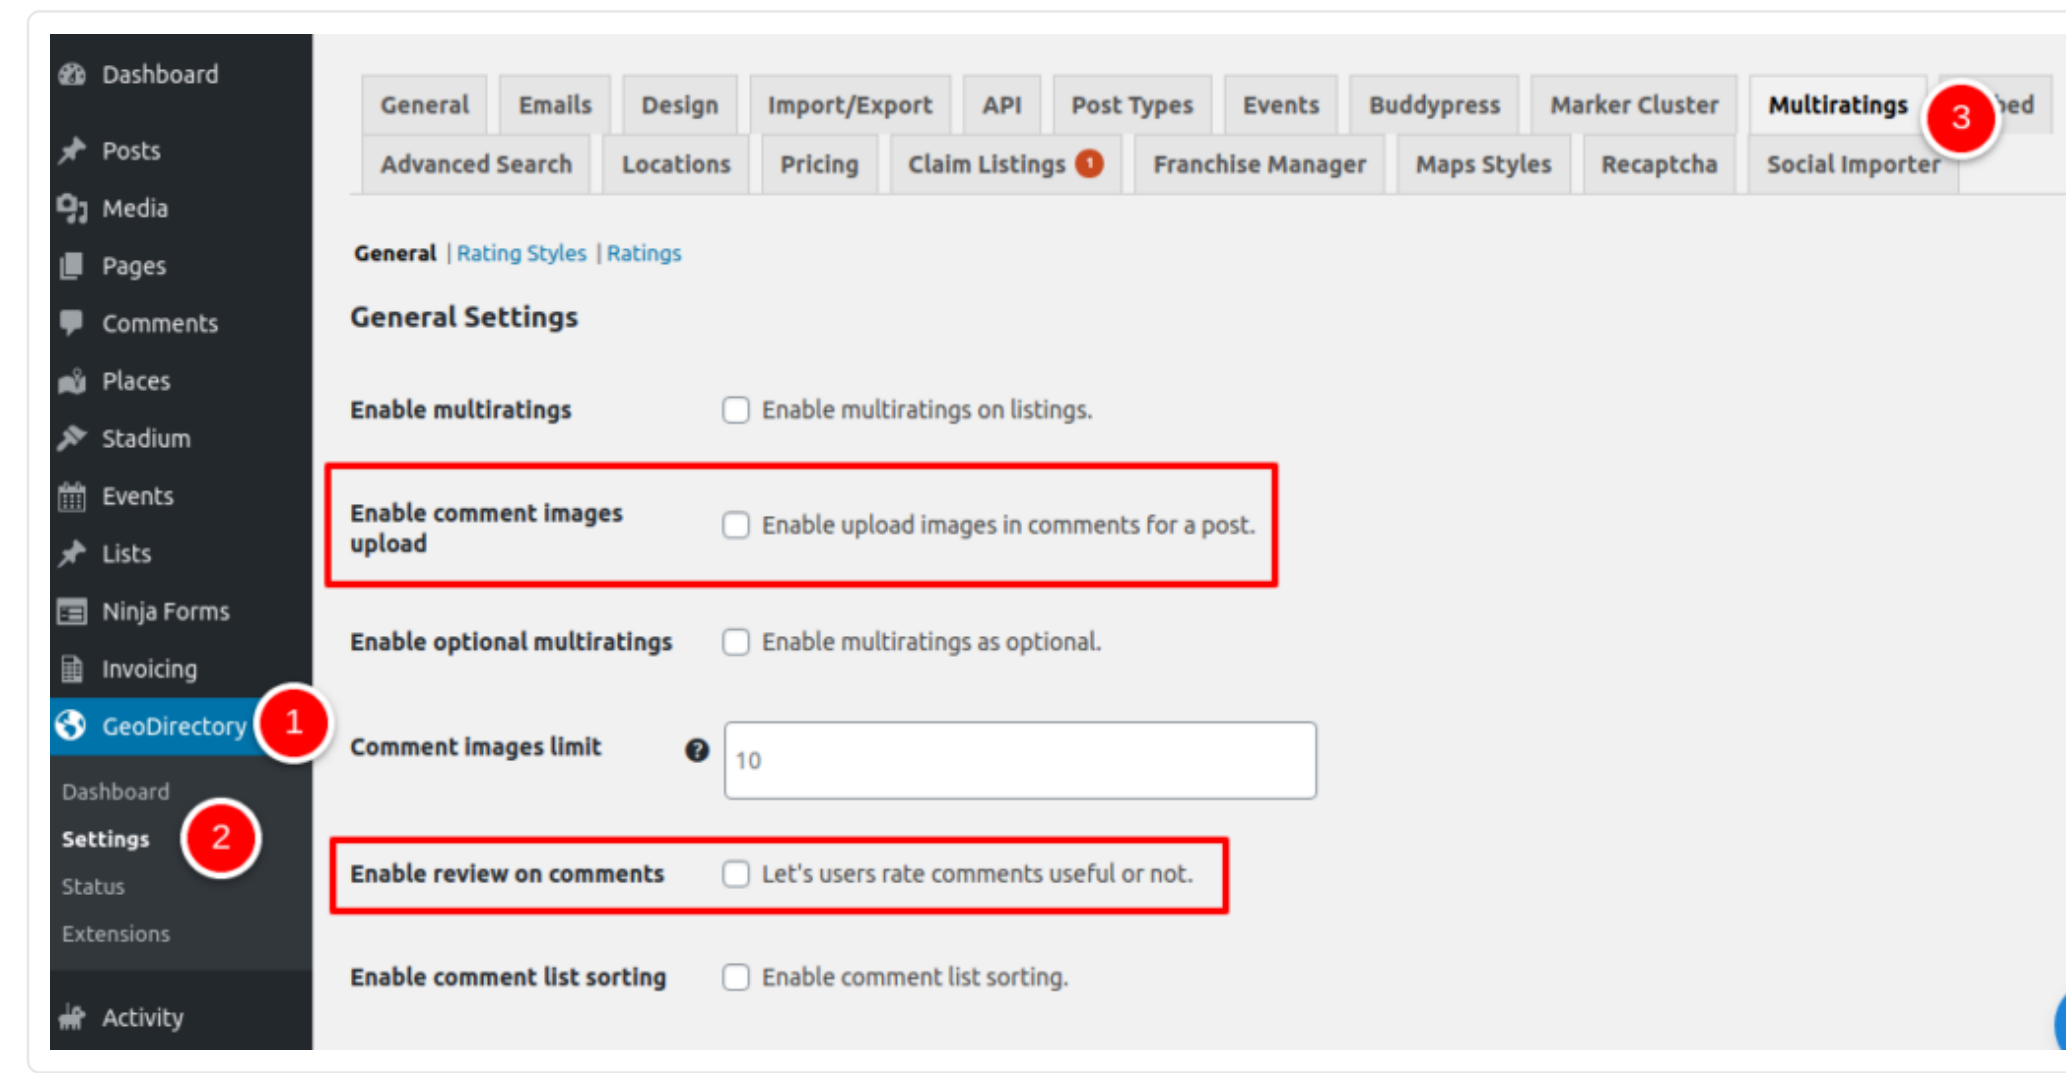 Dashboard
Posts
Media
Pages
Comments
Places
Stadium
Events
Lists
Ninja Forms
Invoicing
GeoDirectory 1
Dashboard
Settings 2
Status
Extensions
Activity
General Emails Design Import/Export API Post Types Events Buddypress Marker Cluster Multiratings 3
Advanced Search Locations Pricing Claim Listings 1 Franchise Manager Maps Styles Recaptcha Social Importer
General | Rating Styles | Ratings
General Settings
Enable multiratings Enable multiratings on listings.
Enable comment images
upload
Enable upload images in comments for a post.
Enable optional multiratings Enable multiratings as optional.
Comment images limit ? 10
Enable review on comments Let's users rate comments useful or not.
Enable comment list sorting Enable comment list sorting.